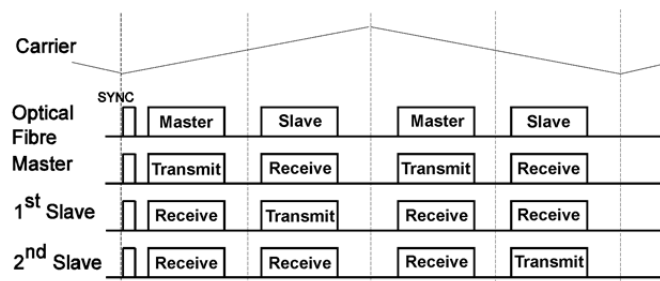 Carrier
SYNC
Optical Fibre Master Slave Master Slave
Master Transmit Receive Transmit Receive
1st Slave Receive Transmit Receive Receive
2nd Slave Receive Receive Receive Transmit